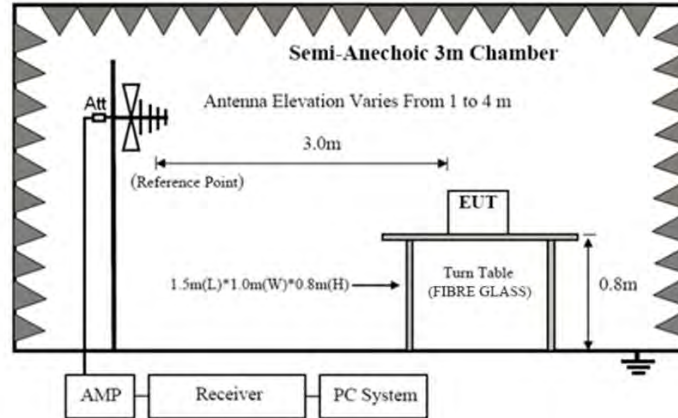 Semi-Anechoic 3m Chamber
Att
Antenna Elevation Varies From 1 to 4 m
3.0m
(Reference Point)
EUT
1.5m(L)*1.0m(W)*0.8m(H)
Turn Table
(FIBRE GLASS)
0.8m
AMP
Receiver
PC System